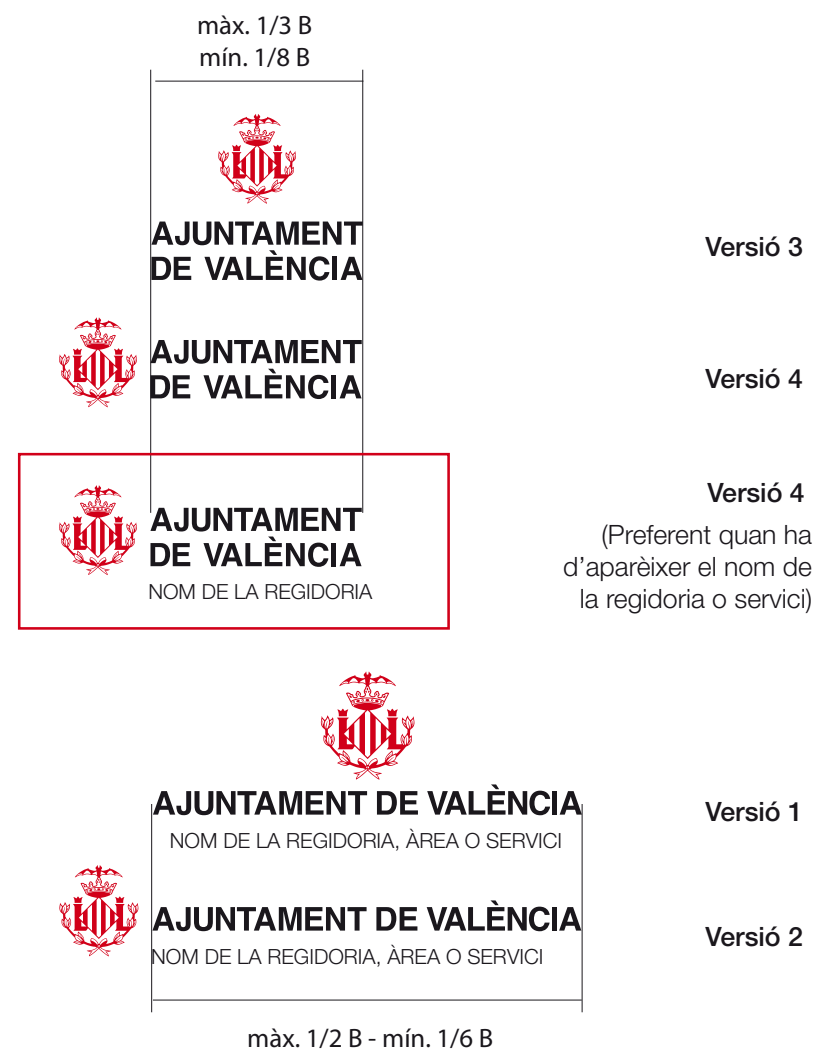 màx. 1/3 B
mín. 1/8 B
AJUNTAMENT
DE VALÈNCIA
Versió 3
AJUNTAMENT
DE VALÈNCIA
Versió 4
AJUNTAMENT
DE VALÈNCIA
NOM DE LA REGIDORIA
Versió 4
(Preferent quan ha
d’aparèixer el nom de
la regidoria o servici)
AJUNTAMENT DE VALÈNCIA
NOM DE LA REGIDORIA, ÀREA O SERVICI
Versió 1
AJUNTAMENT DE VALÈNCIA
NOM DE LA REGIDORIA, ÀREA O SERVICI
Versió 2
màx. 1/2 B - mín. 1/6 B